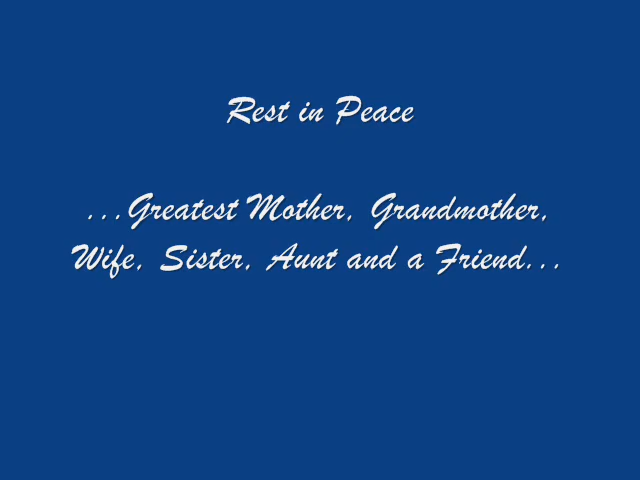 Rest in Peace
...Greatest Mother, Grandmother,
Wife, Sister, Aunt and a Friend...